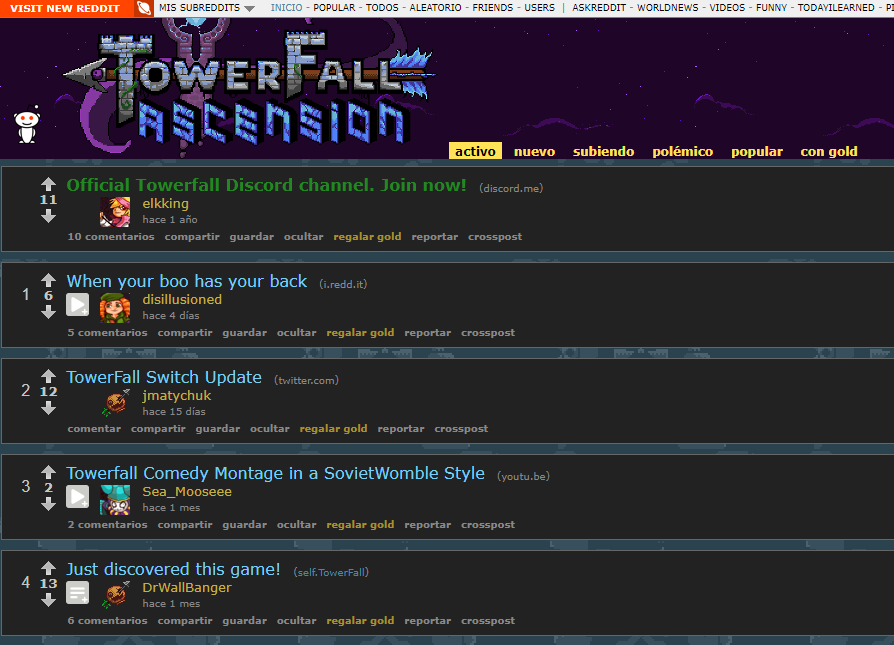 VISIT NEW REDDIT MIS SUBREDDITS INICIO - POPULAR - TODOS - ALEATORIO - FRIENDS - USERS | ASKREDDIT - WORLDNEWS - VIDEOS - FUNNY - TODAYILEARNED -
TOWERFALL
ASCENSION
activo nuevo subiendo polémico popular con gold
Official Towerfall Discord channel. Join now! (discord.me)
11
elkking
hace 1 año
10 comentarios compartir guardar ocultar regalar gold reportar crosspost
When your boo has your back (i.redd.it)
1 6
disillusioned
hace 4 días
5 comentarios compartir guardar ocultar regalar gold reportar crosspost
TowerFall Switch Update (twitter.com)
2 12
jmatychuk
hace 15 días
comentar compartir guardar ocultar regalar gold reportar crosspost
Towerfall Comedy Montage in a SovietWomble Style (youtu.be)
3 2
Sea_Mooseee
hace 1 mes
2 comentarios compartir guardar ocultar regalar gold reportar crosspost
Just discovered this game! (self.TowerFall)
4 13
DrWallBanger
hace 1 mes
6 comentarios compartir guardar ocultar regalar gold reportar crosspost